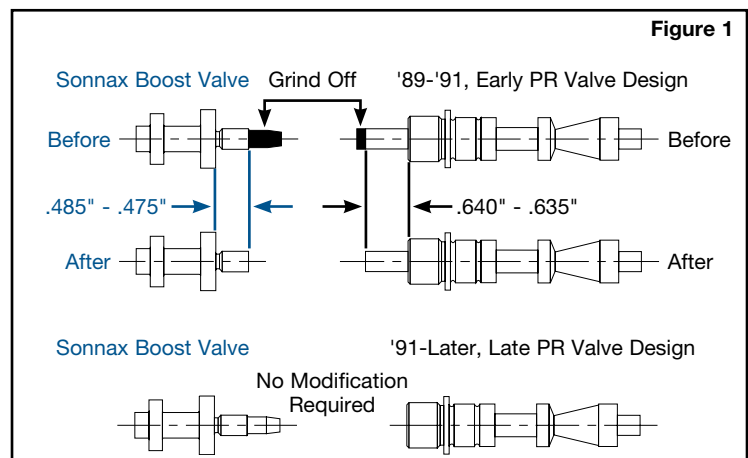 Figure 1
Sonnax Boost Valve
Grind Off
'89-'91, Early PR Valve Design
Before
Before
.485" - .475"
.640" - .635"
After
After
Sonnax Boost Valve
'91-Later, Late PR Valve Design
No Modification
Required